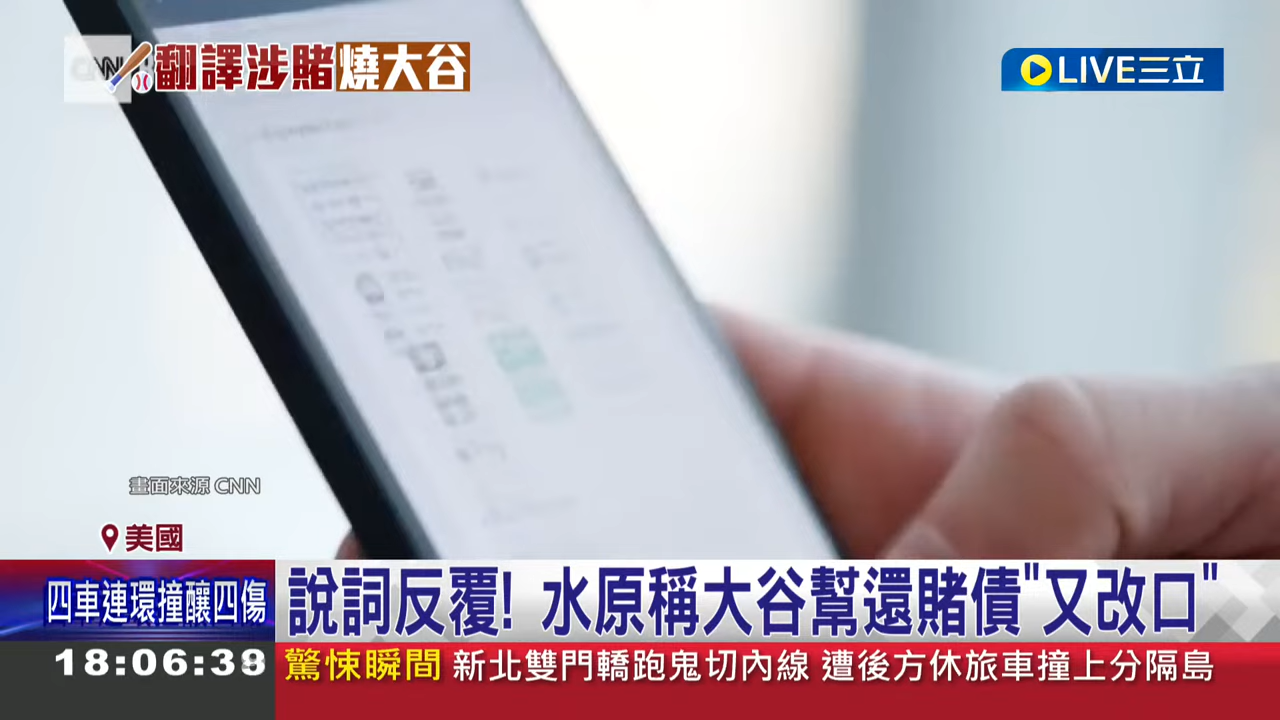 CNN
翻譯涉賭燒大谷
LIVE三立
畫面來源 CNN
美國
四車連環撞釀四傷
說詞反覆! 水原稱大谷幫還賭債"又改口"
18:06:38
驚悚瞬間 新北雙門轎跑鬼切內線 遭後方休旅車撞上分隔島